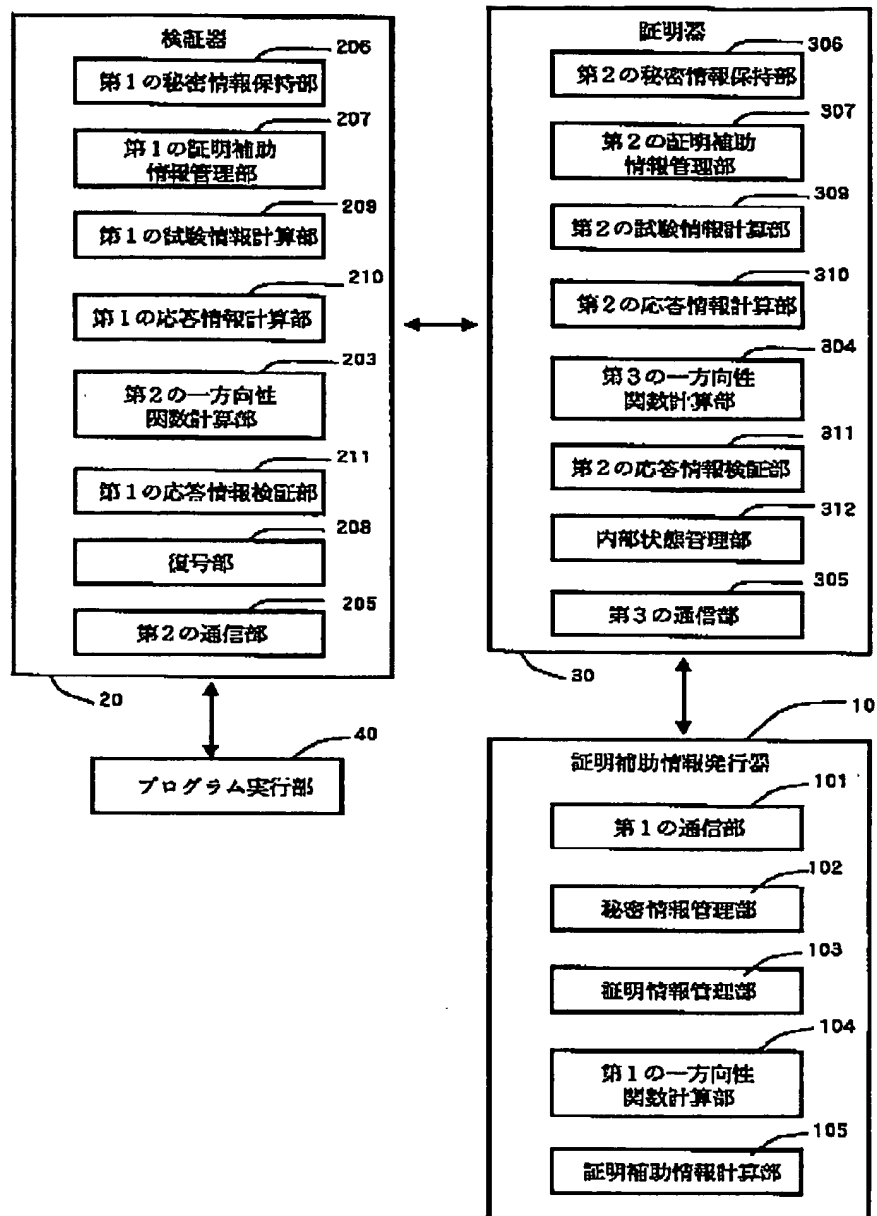 検証器
206
第1の秘密情報保持部
207
第1の証明補助
情報管理部
209
第1の試験情報計算部
210
第1の応答情報計算部
203
第2の一方向性
関数計算部
211
第1の応答情報検証部
208
復号部
205
第2の通信部
20
40
プログラム実行部
証明器
306
第2の秘密情報保持部
307
第2の証明補助
情報管理部
309
第2の試験情報計算部
310
第2の応答情報計算部
304
第3の一方向性
関数計算部
311
第2の応答情報検証部
312
内部状態管理部
305
第3の通信部
30
10
証明補助情報発行器
101
第1の通信部
102
秘密情報管理部
103
証明情報管理部
104
第1の一方向性
関数計算部
105
証明補助情報計算部